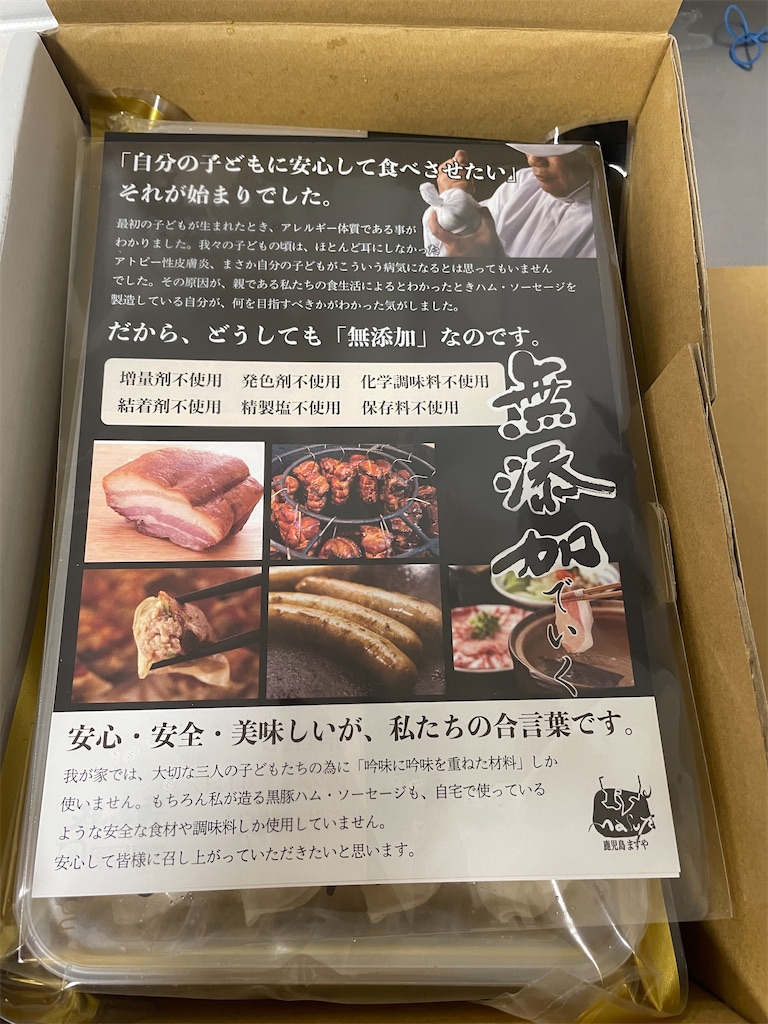 「自分の子どもに安心して食べさせたい」
それが始まりでした。
最初の子どもが生まれたとき、アレルギー体質である事が
わかりました。我々の子どもの頃は、ほとんど耳にしなかった
アトピー性皮膚炎、まさか自分の子どもがこういう病気になるとは思ってもいません
でした。その原因が、親である私たちの食生活によるとわかったときハム・ソーセージを
製造している自分が、何を目指すべきかがわかった気がしました。
だから、どうしても「無添加」なのです。
増量剤不使用 発色剤不使用 化学調味料不使用
結着剤不使用 精製塩不使用 保存料不使用
無添加でいく
安心・安全・美味しいが、私たちの合言葉です。
我が家では、大切な三人の子どもたちの為に「吟味に吟味を重ねた材料」しか
使いません。もちろん私が造る黒豚ハム・ソーセージも、自宅で使っている
ような安全な食材や調味料しか使用していません。
安心して皆様に召し上がっていただきたいと思います。
鹿児島ますや